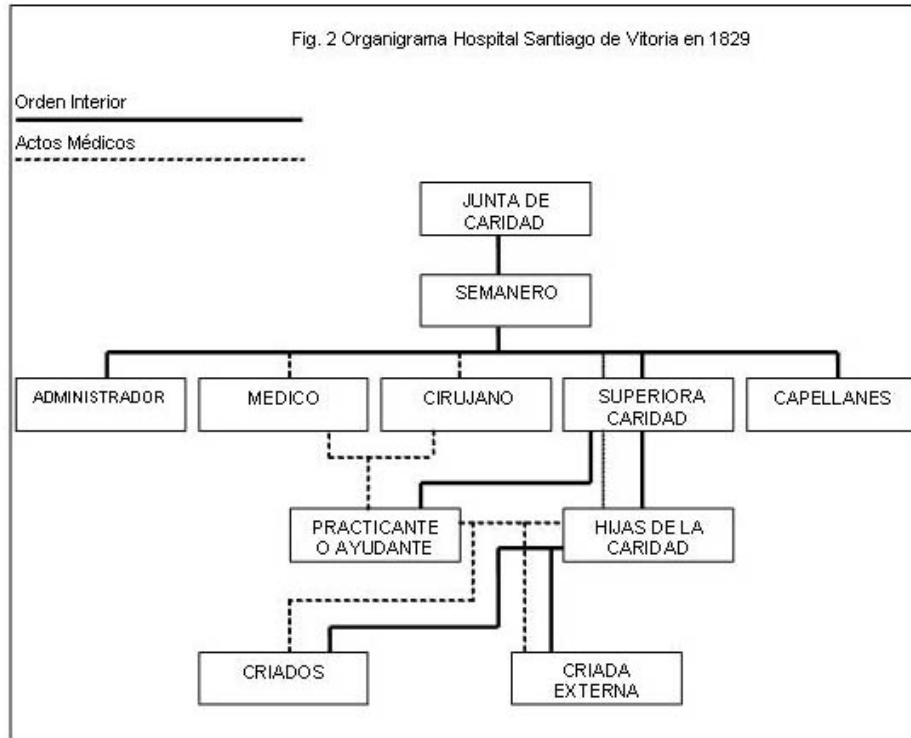 Fig. 2 Organigrama Hospital Santiago de Vitoria en 1829
Orden Interior
Actos Médicos
JUNTA DE
CARIDAD
SEMANERO
ADMINISTRADOR
MEDICO
CIRUJANO
SUPERIORA
CARIDAD
CAPELLANES
PRACTICANTE
O AYUDANTE
HIJAS DE LA
CARIDAD
CRIADOS
CRIADA
EXTERNA